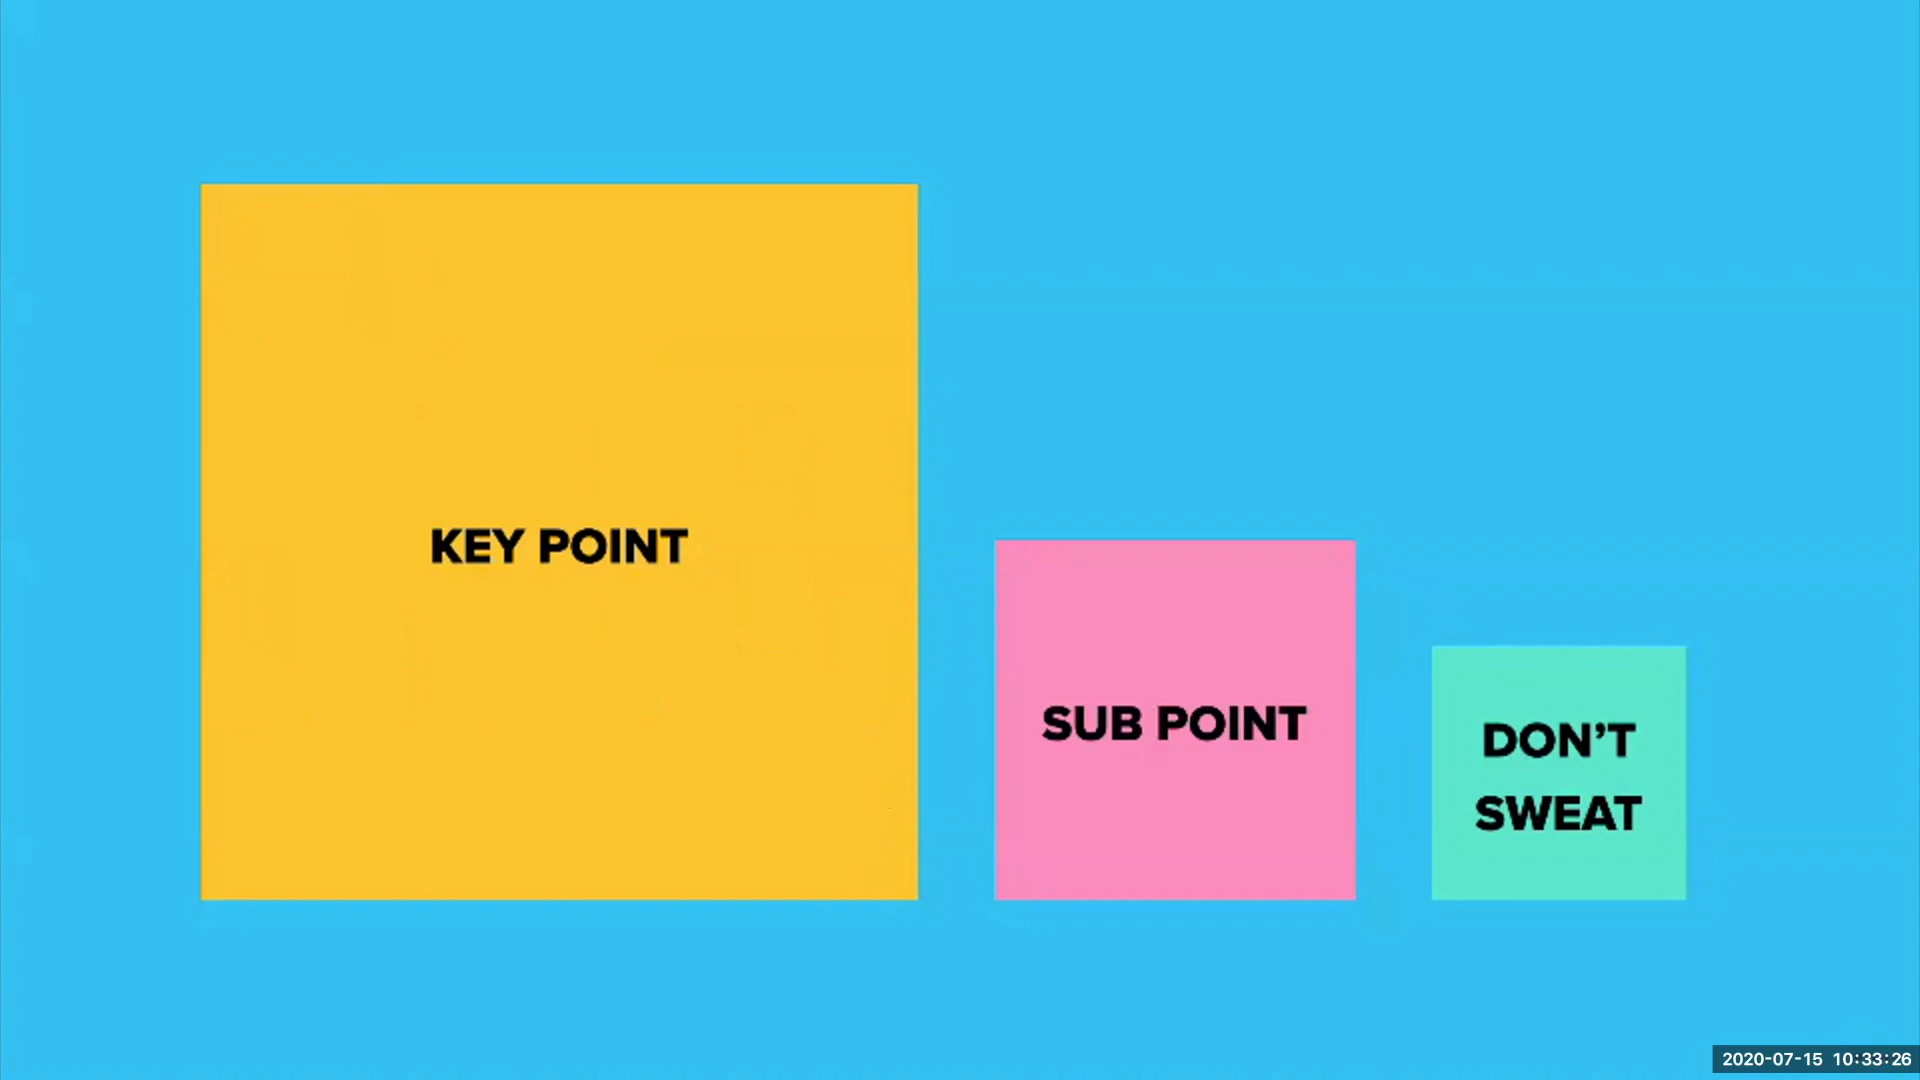 KEY POINT
SUB POINT
DON’T
SWEAT
2020-07-15 10:33:26